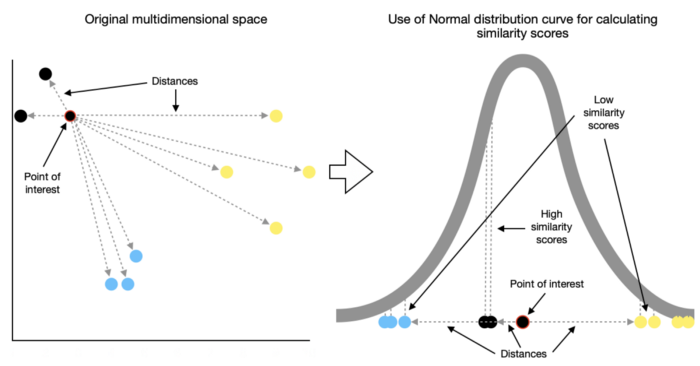 Original multidimensional space
Use of Normal distribution curve for calculating
similarity scores
Distances
Point of
interest
Low
similarity
scores
High
similarity
scores
Point of interest
Distances